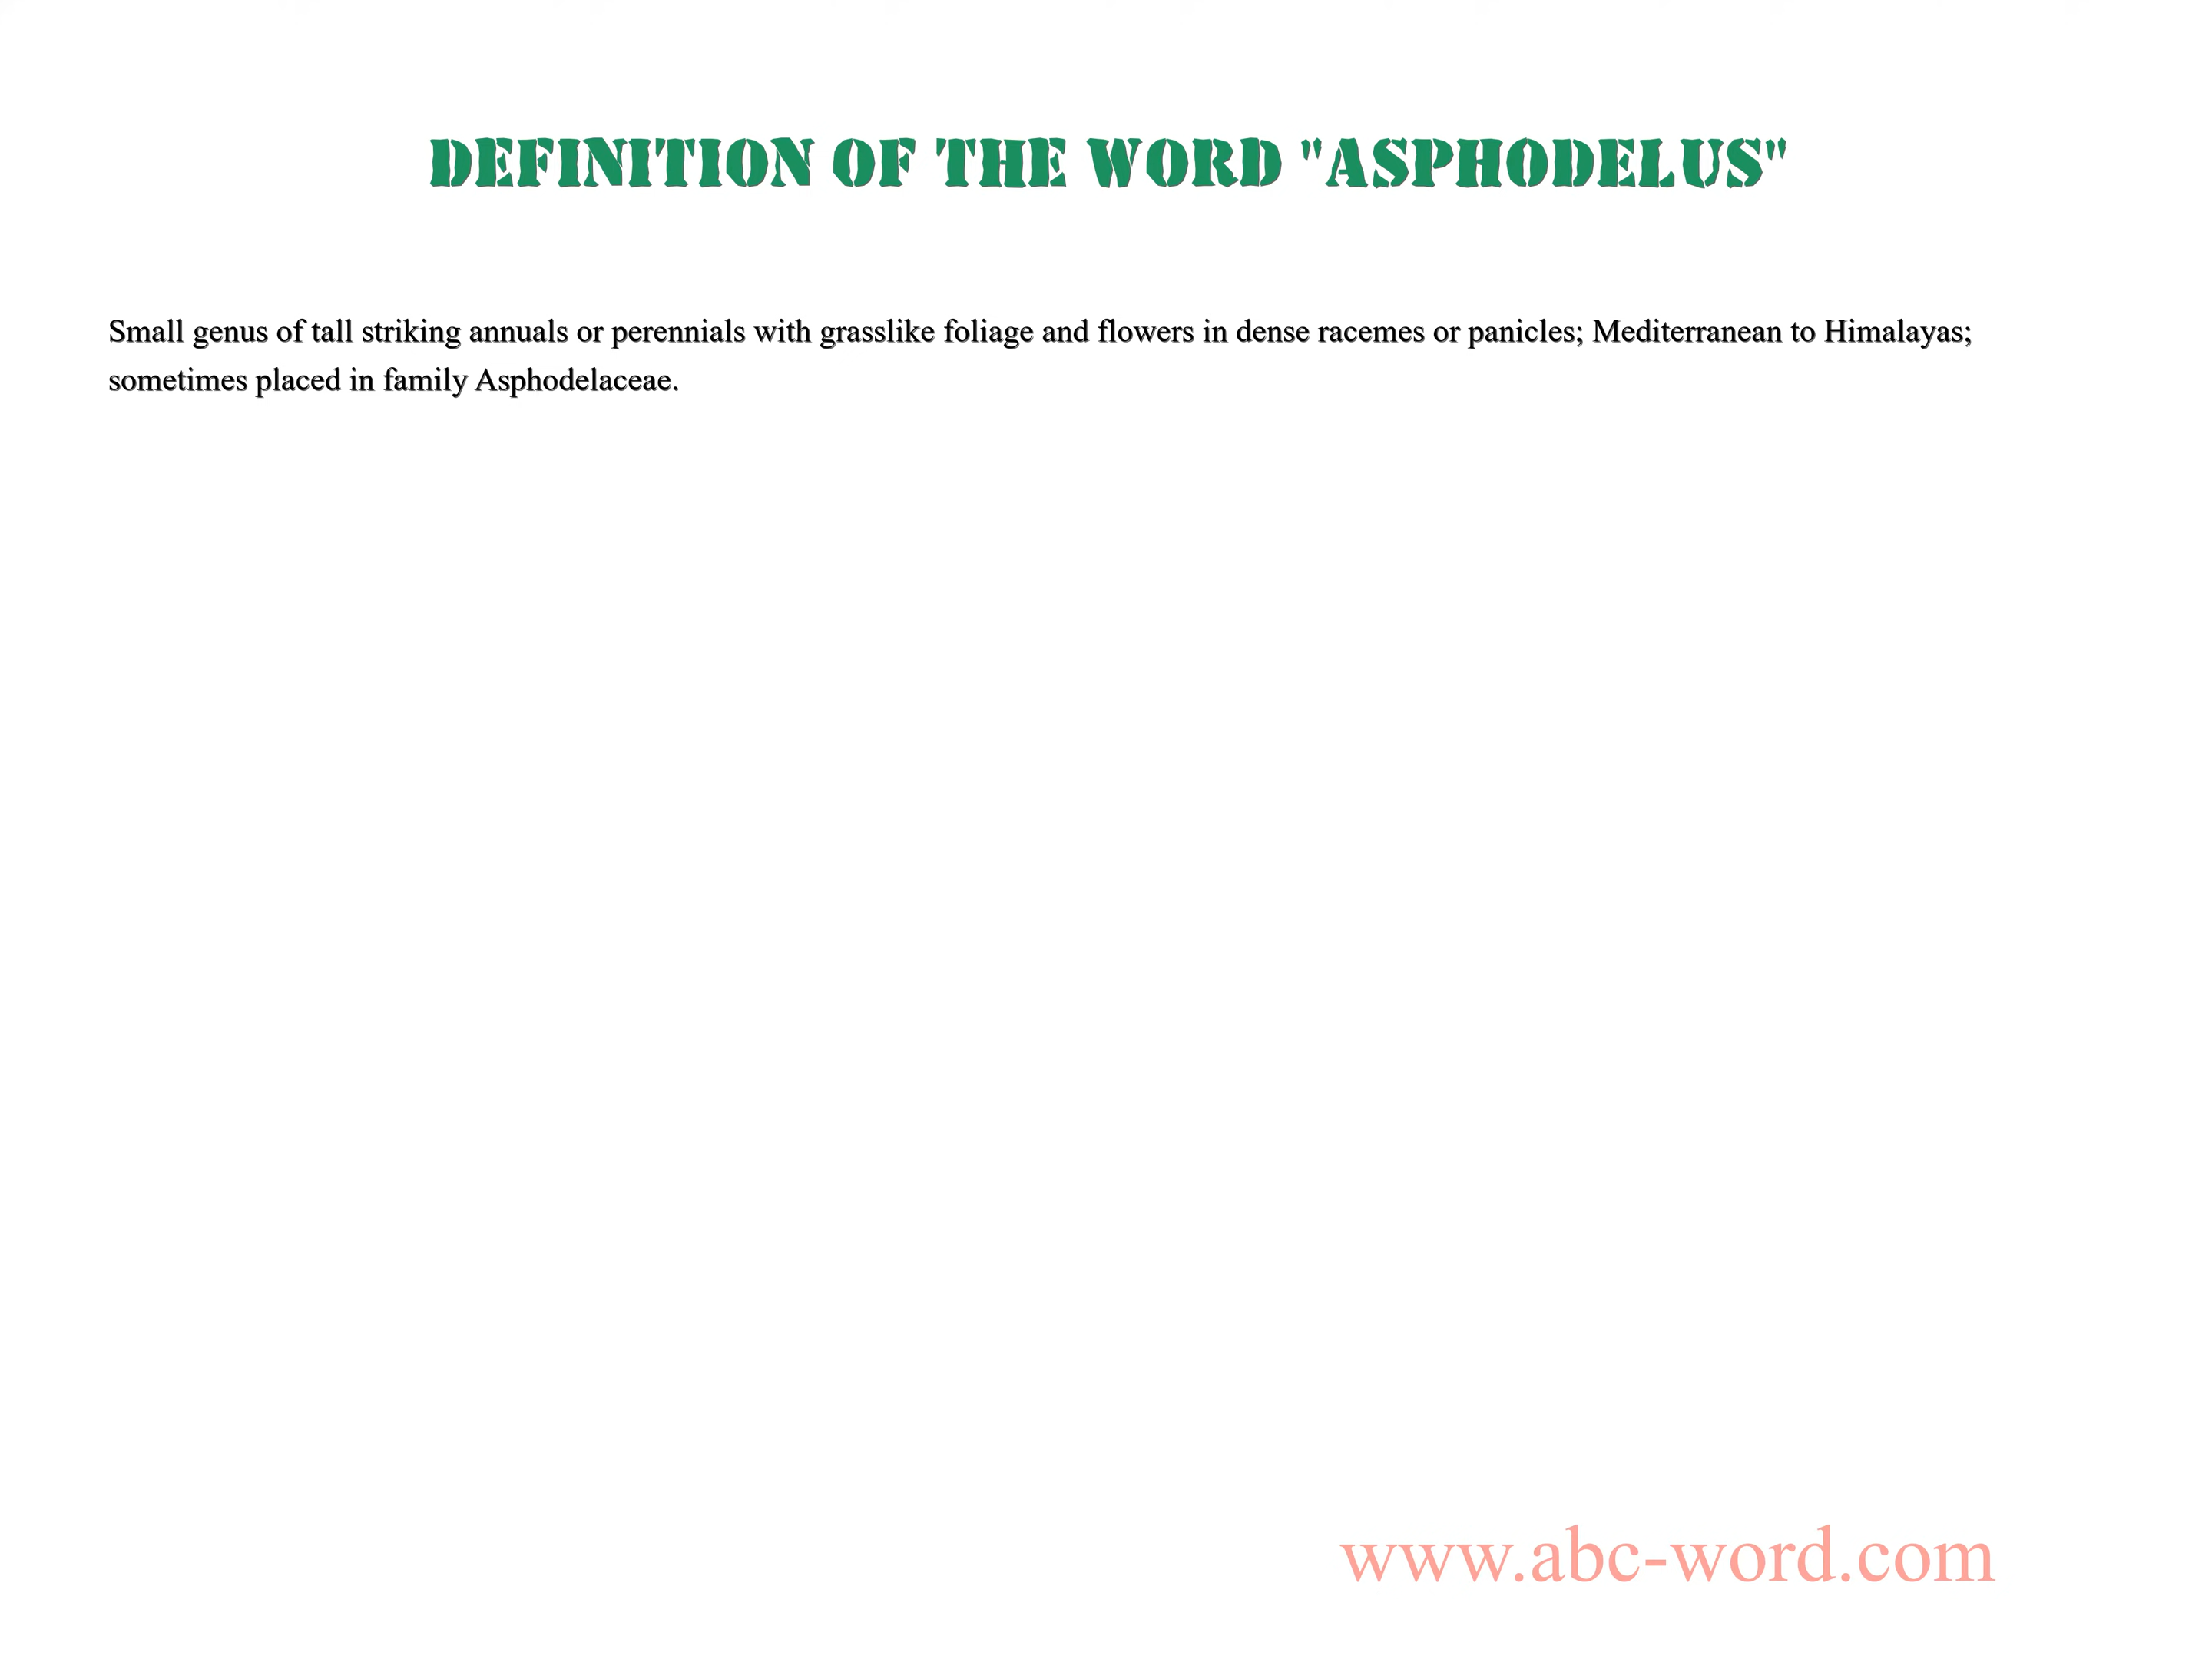 DEFINITION OF THE WORD "ASPHODELUS"
Small genus of tall striking annuals or perennials with grasslike foliage and flowers in dense racemes or panicles; Mediterranean to Himalayas;
sometimes placed in family Asphodelaceae.
www.abc-word.com